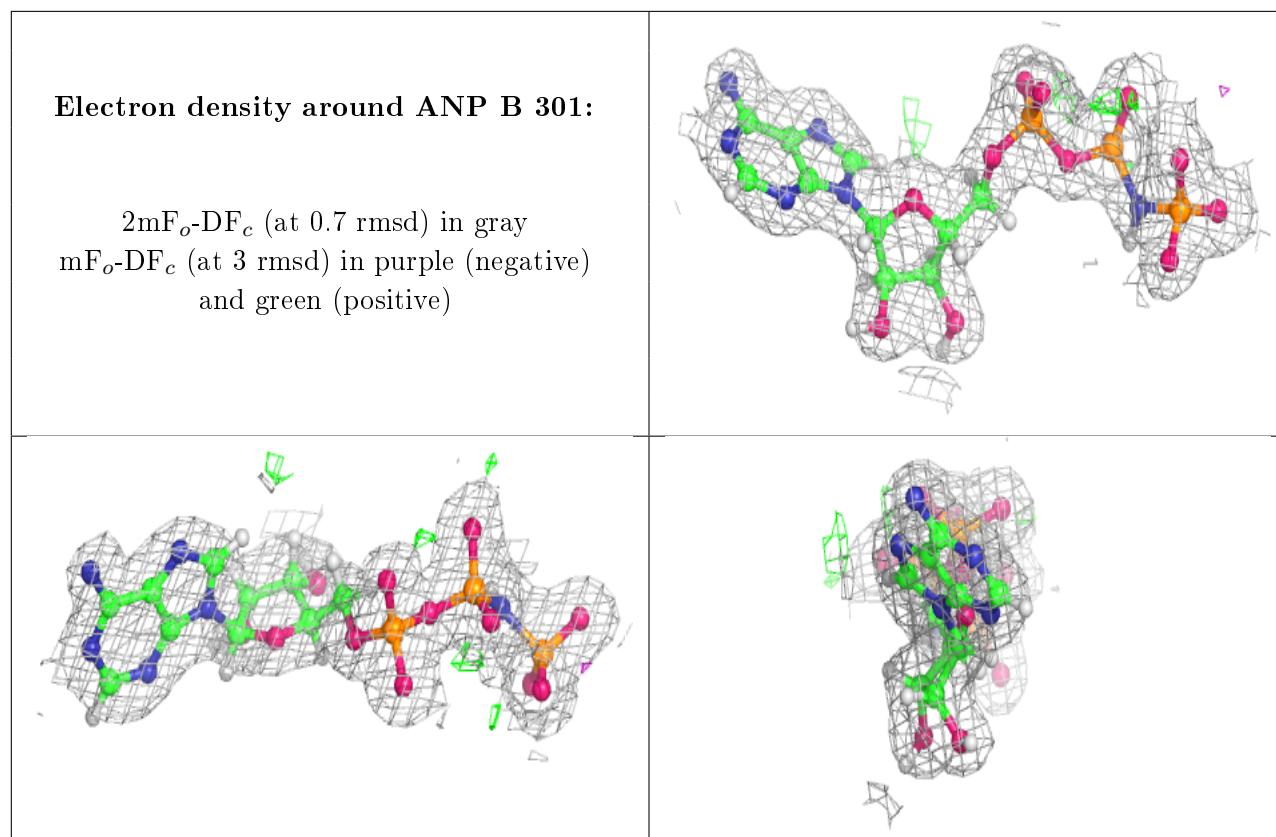 Electron density around ANP B 301:
2mFo-DFc (at 0.7 rmsd) in gray
mFo-DFc (at 3 rmsd) in purple (negative)
and green (positive)